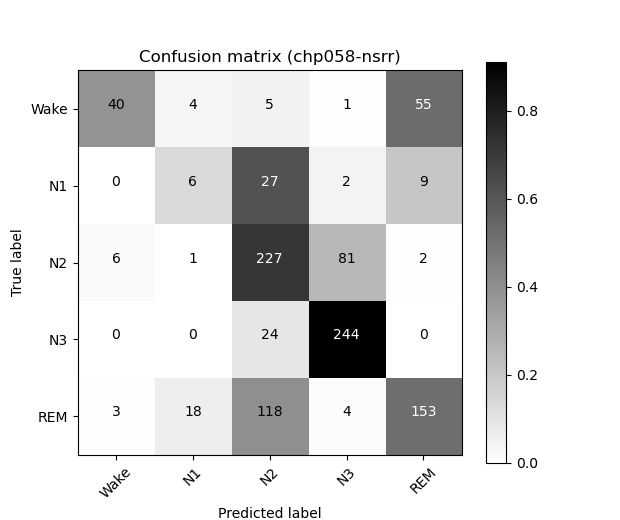 Confusion matrix (chp058-nsrr)
Wake 40 4 5 1 55
N1 0 6 27 2 9
N2 6 1 227 81 2
N3 0 0 24 244 0
REM 3 18 118 4 153
Wake N1 N2 N3 REM
True label
Predicted label
0.8
0.6
0.4
0.2
0.0